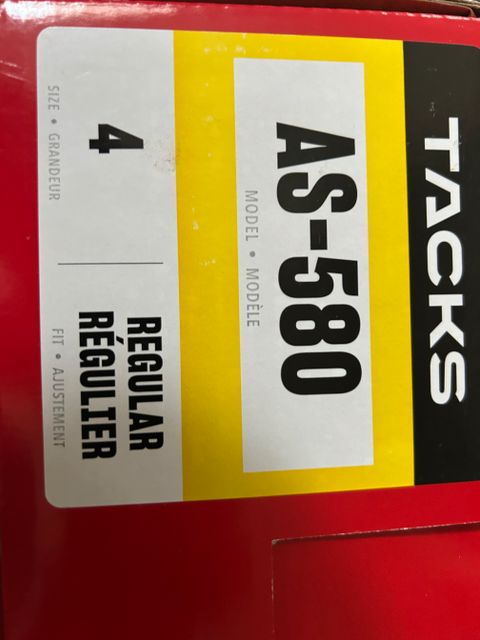 TACKS
AS-580
MODEL • MODÈLE
4
SIZE • GRANDEUR
REGULAR
RÉGULIER
FIT • AJUSTEMENT